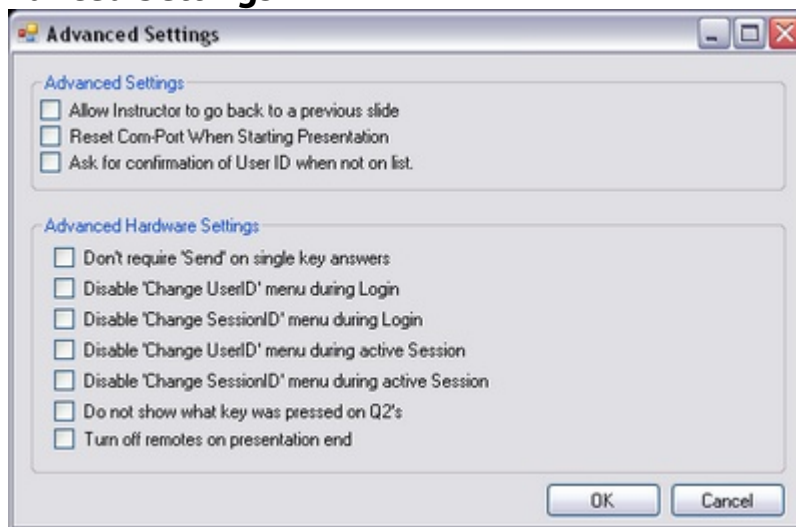 Advanced Settings
Advanced Settings
Allow Instructor to go back to a previous slide
Reset Com-Port When Starting Presentation
Ask for confirmation of User ID when not on list.
Advanced Hardware Settings
Don't require 'Send' on single key answers
Disable 'Change UserID' menu during Login
Disable 'Change SessionID' menu during Login
Disable 'Change UserID' menu during active Session
Disable 'Change SessionID' menu during active Session
Do not show what key was pressed on Q2's
Turn off remotes on presentation end
OK Cancel